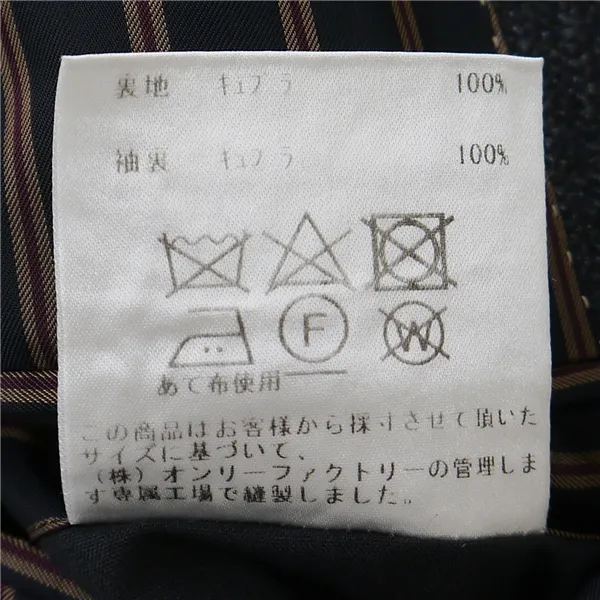 裏地 キュプラ 100%
袖裏 キュプラ 100%
F W
あて布使用
この商品はお客様から採寸させて頂いた
サイズに基づいて、
(株)オンリーファクトリーの管理しま
す専属工場で縫製しました。